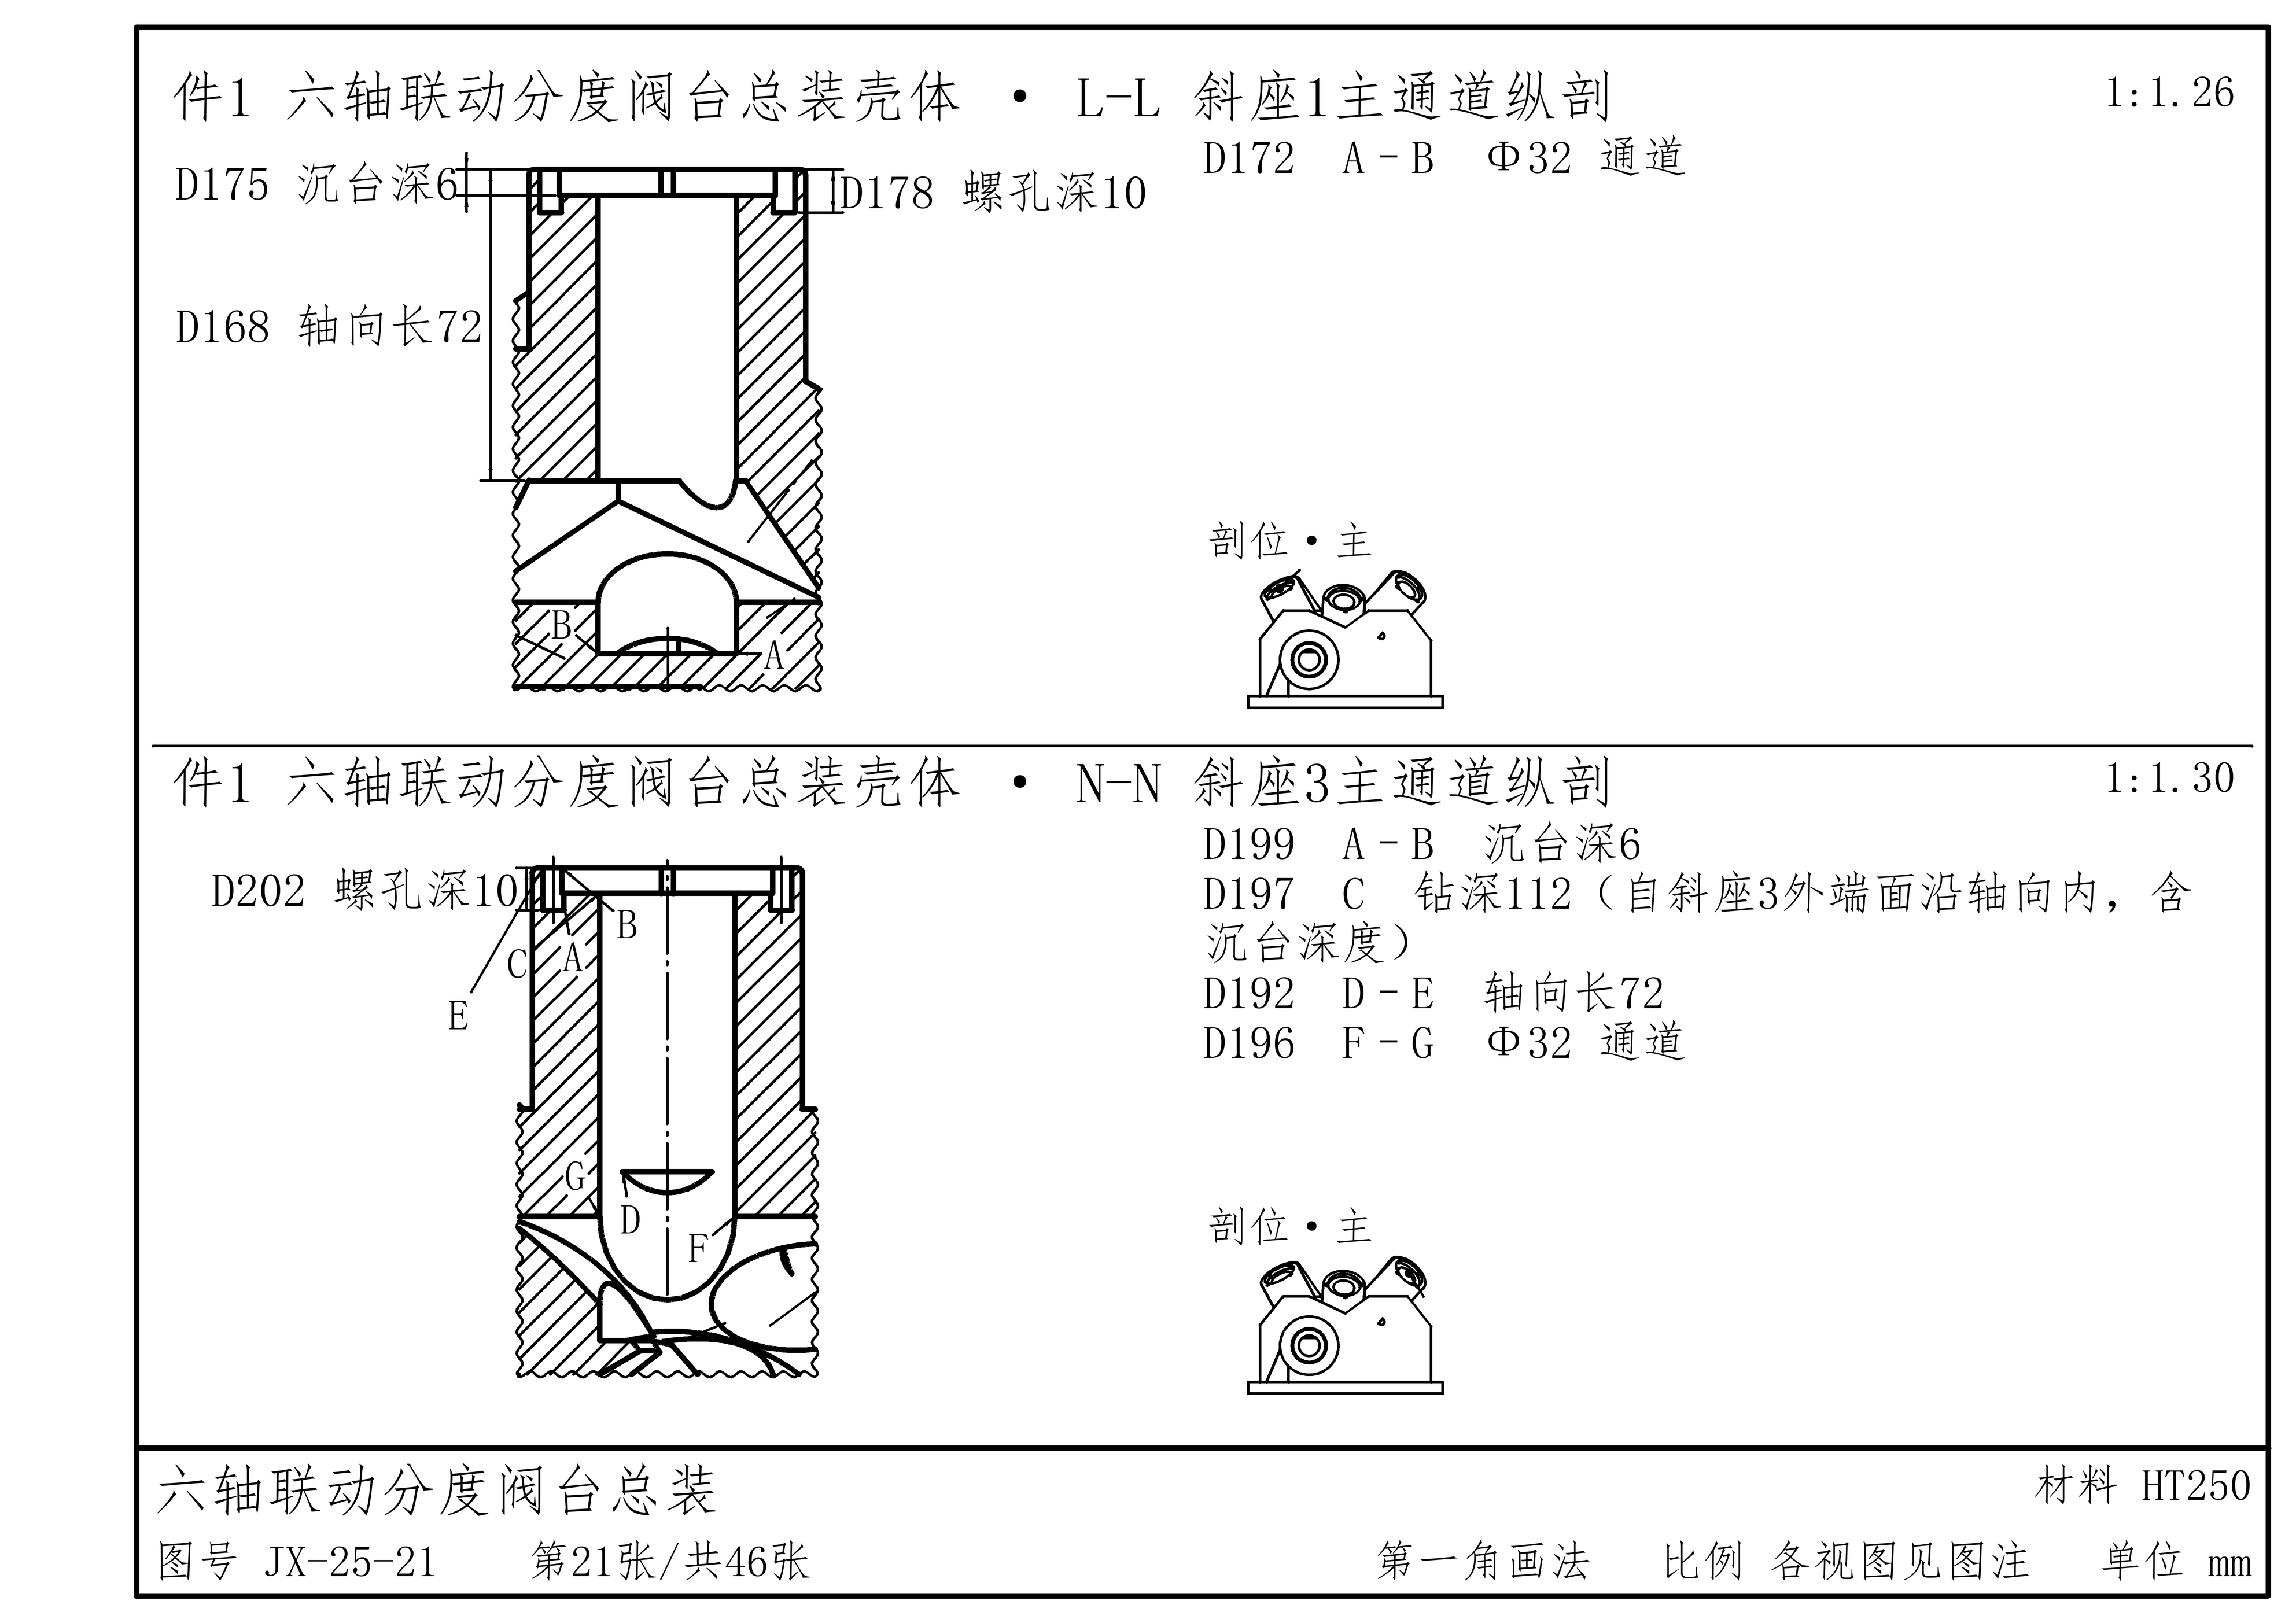 件1 六轴联动分度阀台总装壳体 · L-L 斜座1主通道纵剖 1:1.26
D172 A-B Φ32 通道
D175 沉台深6
D178 螺孔深10
D168 轴向长72
剖位·主
B
A
件1 六轴联动分度阀台总装壳体 · N-N 斜座3主通道纵剖 1:1.30
D199 A-B 沉台深6
D202 螺孔深10
D197 C 钻深112（自斜座3外端面沿轴向内，含
沉台深度）
D192 D-E 轴向长72
D196 F-G Φ32 通道
B
A
C
E
G
D
F
剖位·主
六轴联动分度阀台总装 材料 HT250
图号 JX-25-21 第21张/共46张 第一角画法 比例 各视图见图注 单位 mm